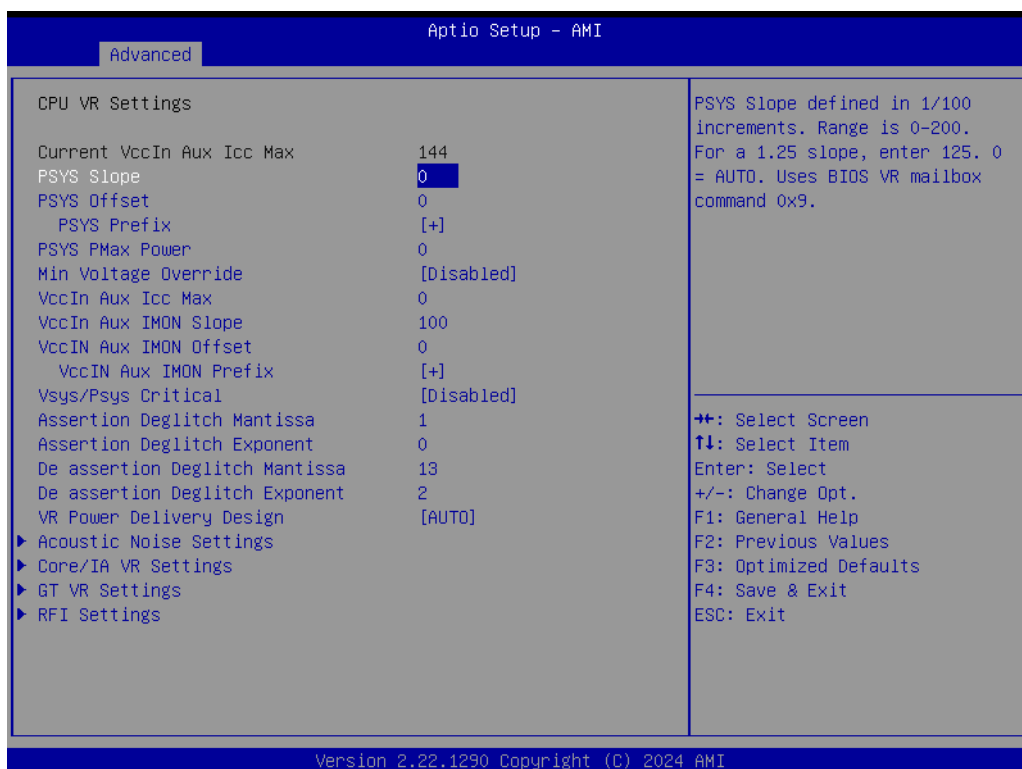 Aptio Setup - AMI
Advanced
CPU VR Settings
Current VccIn Aux Icc Max 144
PSYS Slope 0
PSYS Offset 0
PSYS Prefix [+]
PSYS PMax Power 0
Min Voltage Override [Disabled]
VccIn Aux Icc Max 0
VccIn Aux IMON Slope 100
VccIN Aux IMON Offset 0
VccIN Aux IMON Prefix [+]
Vsys/Psys Critical [Disabled]
Assertion Deglitch Mantissa 1
Assertion Deglitch Exponent 0
De assertion Deglitch Mantissa 13
De assertion Deglitch Exponent 2
VR Power Delivery Design [AUTO]
Acoustic Noise Settings
Core/IA VR Settings
GT VR Settings
RFI Settings
PSYS Slope defined in 1/100
increments. Range is 0-200.
For a 1.25 slope, enter 125. 0
= AUTO. Uses BIOS VR mailbox
command 0x9.
→←: Select Screen
↑↓: Select Item
Enter: Select
+/-: Change Opt.
F1: General Help
F2: Previous Values
F3: Optimized Defaults
F4: Save & Exit
ESC: Exit
Version 2.22.1290 Copyright (C) 2024 AMI